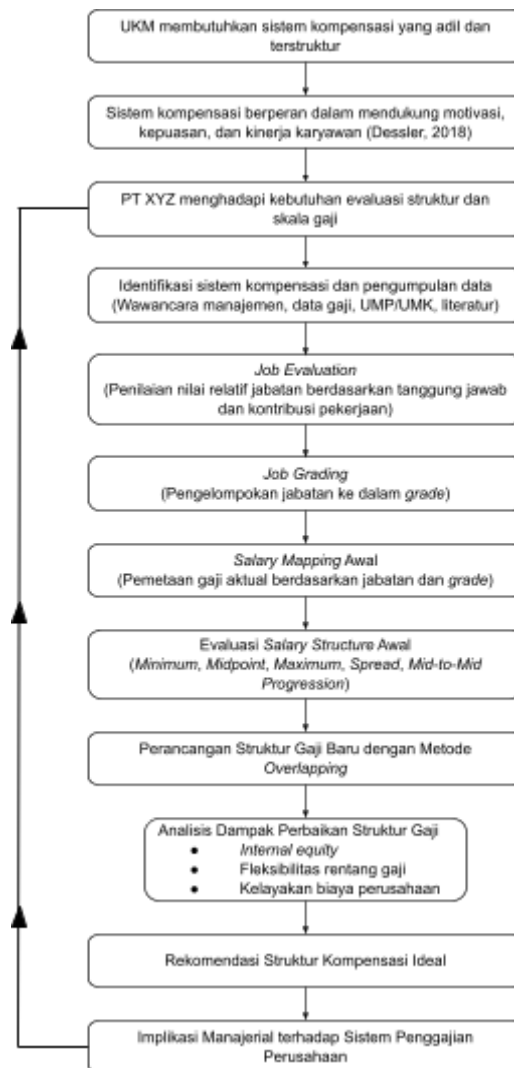 UKM membutuhkan sistem kompensasi yang adil dan
terstruktur
Sistem kompensasi berperan dalam mendukung motivasi,
kepuasan, dan kinerja karyawan (Dessler, 2018)
PT XYZ menghadapi kebutuhan evaluasi struktur dan
skala gaji
Identifikasi sistem kompensasi dan pengumpulan data
(Wawancara manajemen, data gaji, UMP/UMK, literatur)
Job Evaluation
(Penilaian nilai relatif jabatan berdasarkan tanggung jawab
dan kontribusi pekerjaan)
Job Grading
(Pengelompokan jabatan ke dalam grade)
Salary Mapping Awal
(Pemetaan gaji aktual berdasarkan jabatan dan grade)
Evaluasi Salary Structure Awal
(Minimum, Midpoint, Maximum, Spread, Mid-to-Mid
Progression)
Perancangan Struktur Gaji Baru dengan Metode
Overlapping
Analisis Dampak Perbaikan Struktur Gaji
● Internal equity
● Fleksibilitas rentang gaji
● Kelayakan biaya perusahaan
Rekomendasi Struktur Kompensasi Ideal
Implikasi Manajerial terhadap Sistem Penggajian
Perusahaan